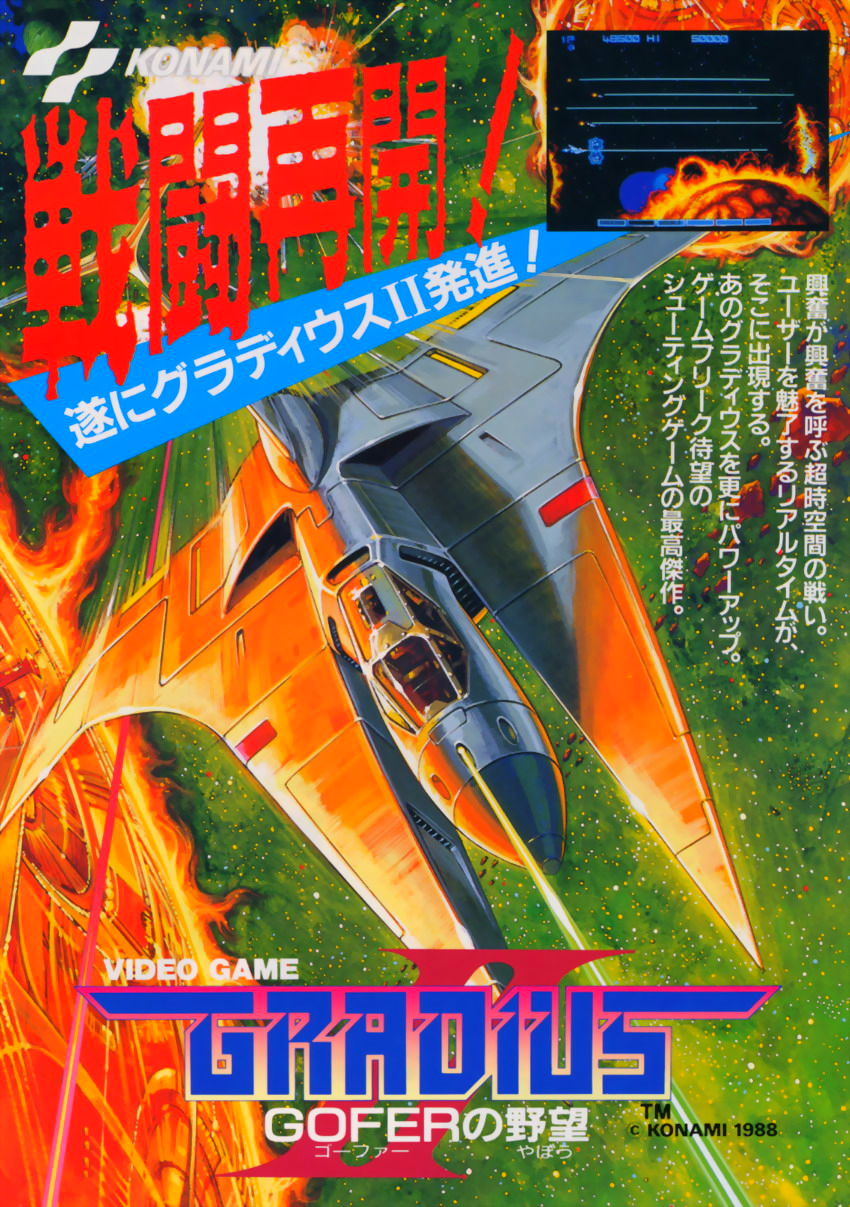 KONAMI
戦闘再開!
遂にグラディウスII発進!
1P 48500 HI 50000
興奮が興奮を呼ぶ超時空間の戦い。
ユーザーを魅了するリアルタイムが、
そこに出現する。
あのグラディウスを更にパワーアップ。
ゲームフリーク待望の
シューティングゲームの最高傑作。
VIDEO GAME
GRADIUS II
GOFERの野望
ゴーファー やぼう
TM
© KONAMI 1988